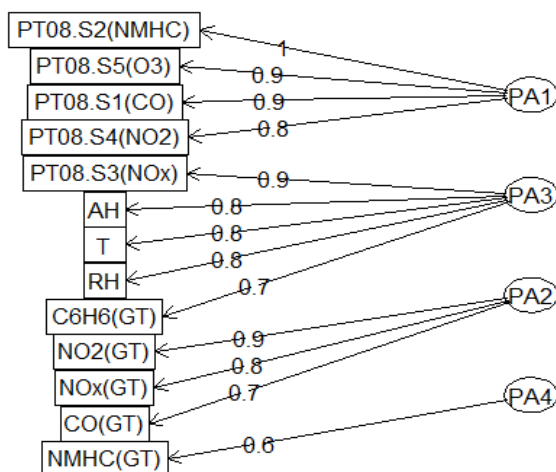 PT08.S2(NMHC)
1
PT08.S5(O3)
0.9
PA1
PT08.S1(CO)
0.9
PT08.S4(NO2)
0.8
PT08.S3(NOx)
0.9
PA3
AH
0.8
T
0.8
RH
0.8
C6H6(GT)
0.7
PA2
NO2(GT)
0.9
NOx(GT)
0.8
CO(GT)
0.7
PA4
NMHC(GT)
0.6